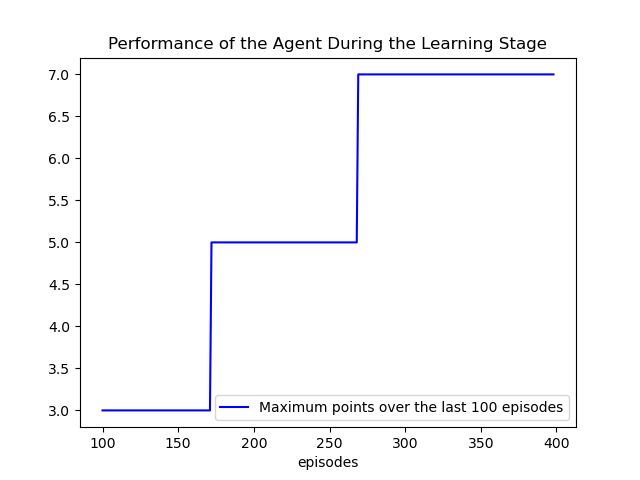 Performance of the Agent During the Learning Stage
7.0
6.5
6.0
5.5
5.0
4.5
4.0
3.5
3.0
Maximum points over the last 100 episodes
100 150 200 250 300 350 400
episodes